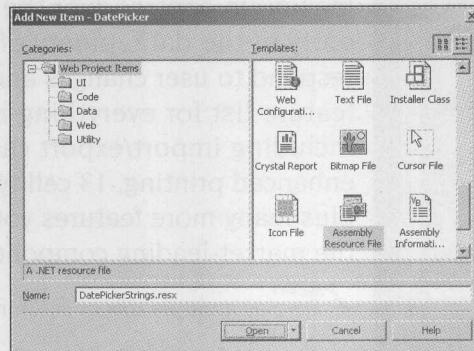 Add New Item - DatePicker
Categories:
Templates:
Web Project Items
UI
Code
Data
Web
Utility
Web Configurati...
Text File
Installer Class
Crystal Report
Bitmap File
Cursor File
Icon File
Assembly Resource File
Assembly Informati...
A .NET resource file
Name:
DatePickerStrings.resx
Open
Cancel
Help